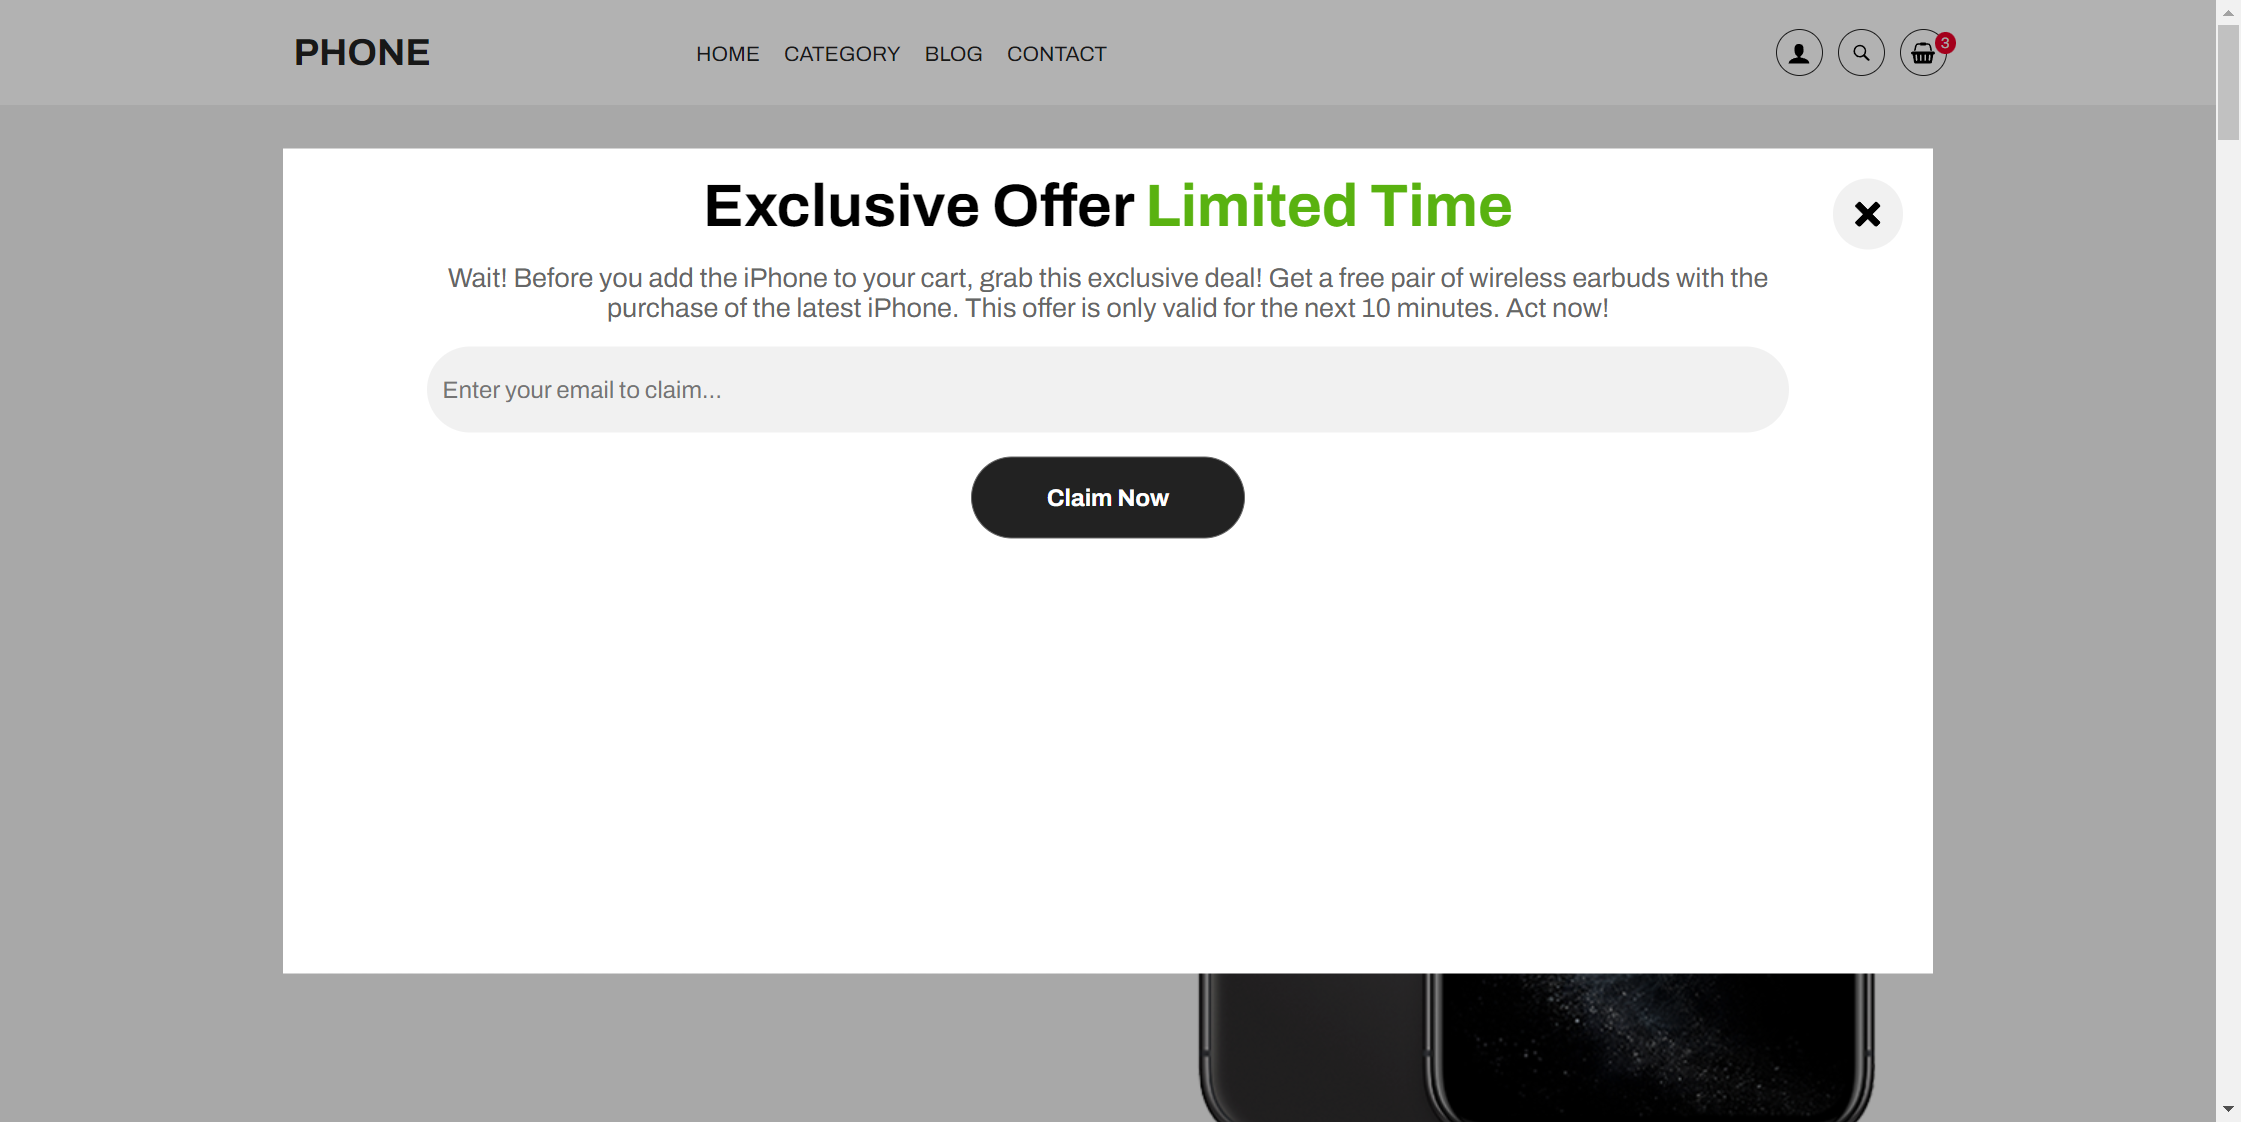 PHONE
HOME CATEGORY BLOG CONTACT
3
Exclusive Offer Limited Time
Wait! Before you add the iPhone to your cart, grab this exclusive deal! Get a free pair of wireless earbuds with the
purchase of the latest iPhone. This offer is only valid for the next 10 minutes. Act now!
Enter your email to claim...
Claim Now